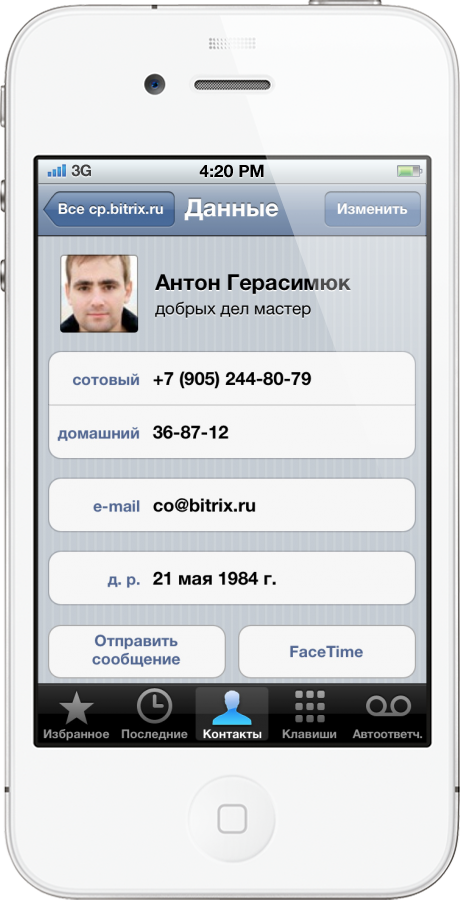 3G 4:20 PM
Все cp.bitrix.ru Данные Изменить
Антон Герасимюк
добрых дел мастер
сотовый +7 (905) 244-80-79
домашний 36-87-12
e-mail co@bitrix.ru
д. р. 21 мая 1984 г.
Отправить
сообщение
FaceTime
Избранное Последние Контакты Клавиши Автоответч.